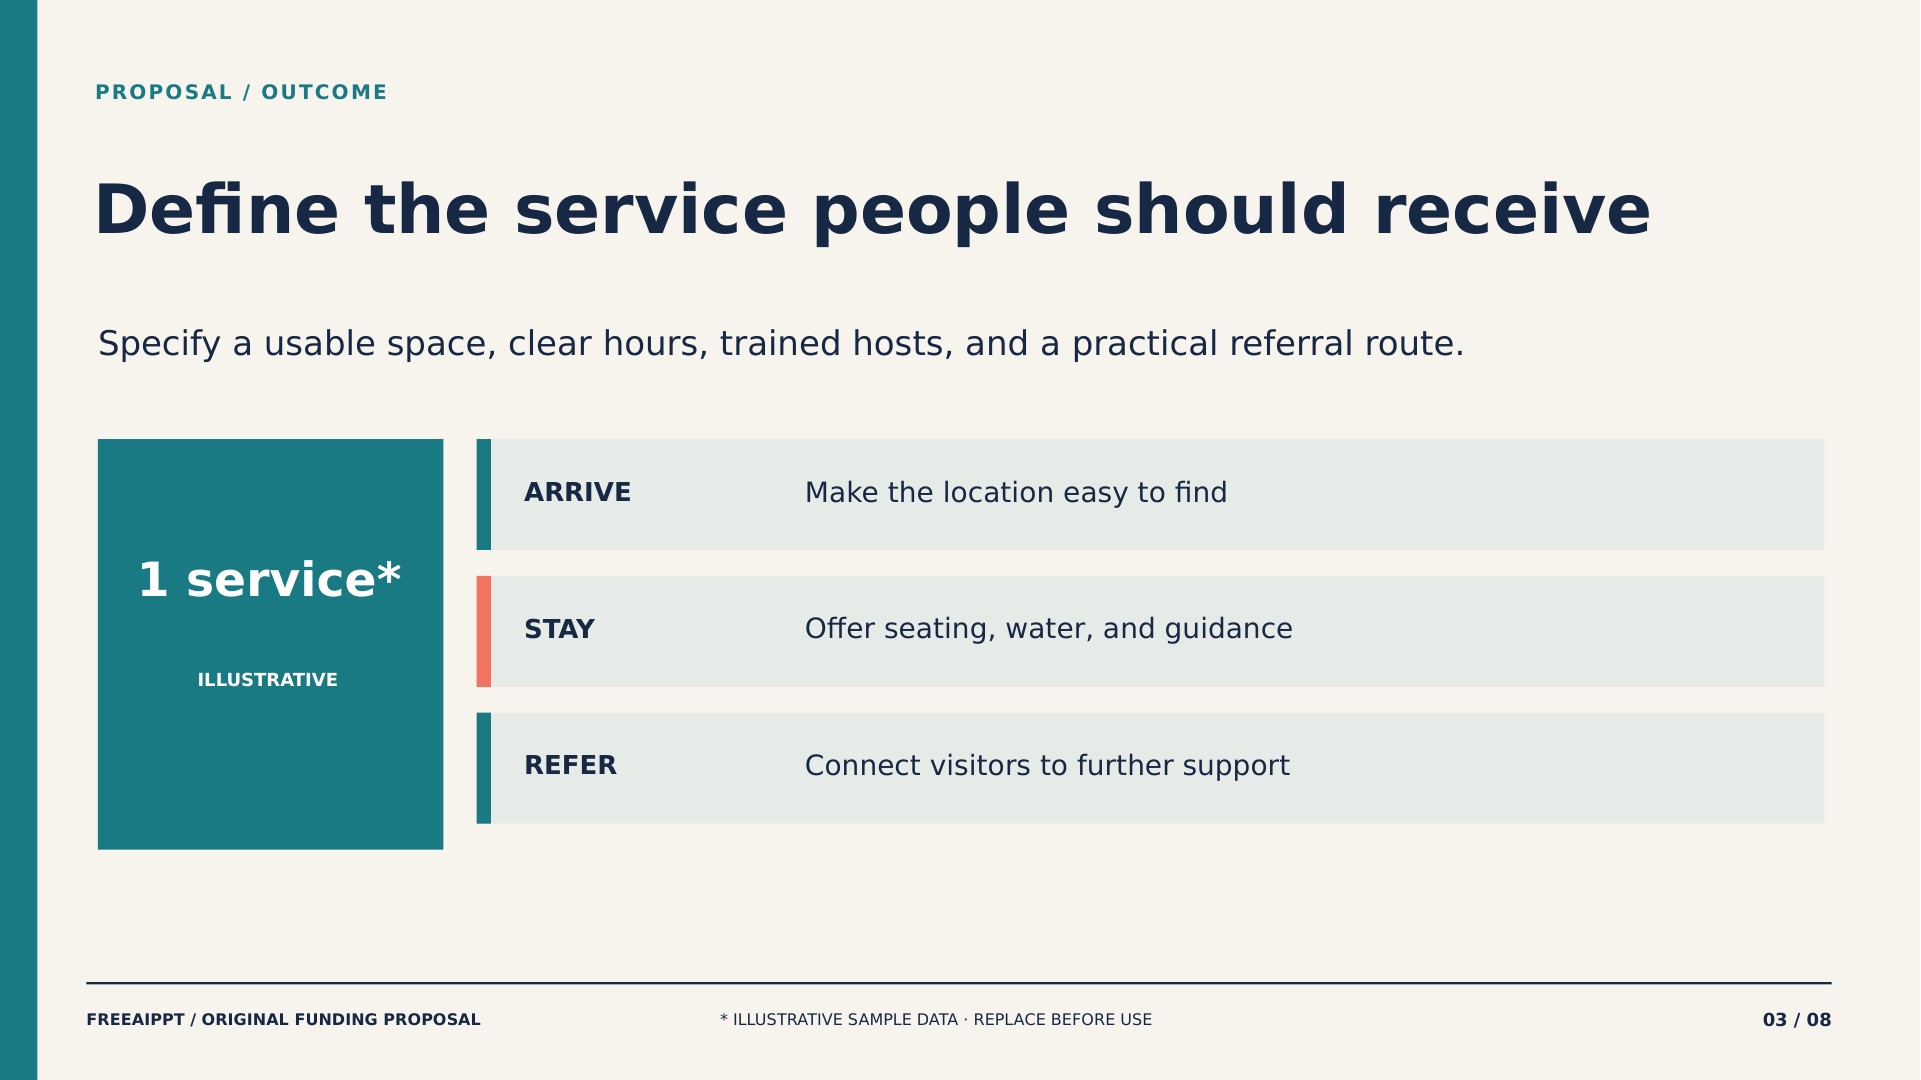 PROPOSAL / OUTCOME
Define the service people should receive
Specify a usable space, clear hours, trained hosts, and a practical referral route.
1 service*
ILLUSTRATIVE
ARRIVE Make the location easy to find
STAY Offer seating, water, and guidance
REFER Connect visitors to further support
FREEAIPPT / ORIGINAL FUNDING PROPOSAL * ILLUSTRATIVE SAMPLE DATA · REPLACE BEFORE USE 03 / 08